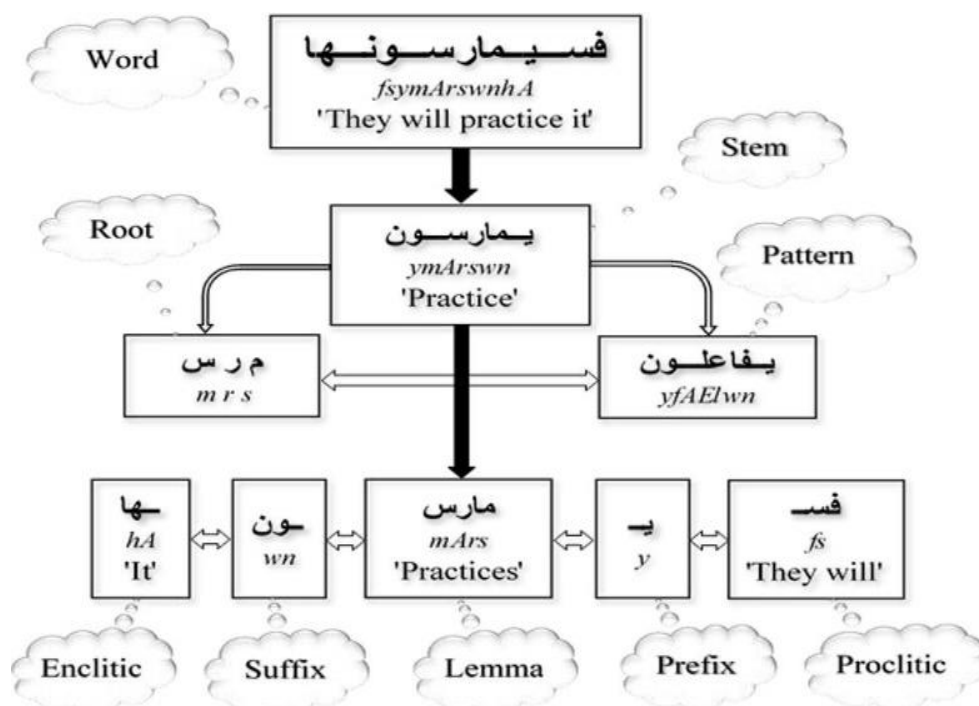 Word
فسـيـمارسـونـها
fsymArswnhA
'They will practice it'
Stem
يـمارسـون
ymArswn
'Practice'
Root
Pattern
م ر س
m r s
يـفاعلـون
yfAElwn
ـها
hA
'It'
ـون
wn
مارس
mArs
'Practices'
يـ
y
فسـ
fs
'They will'
Enclitic
Suffix
Lemma
Prefix
Proclitic